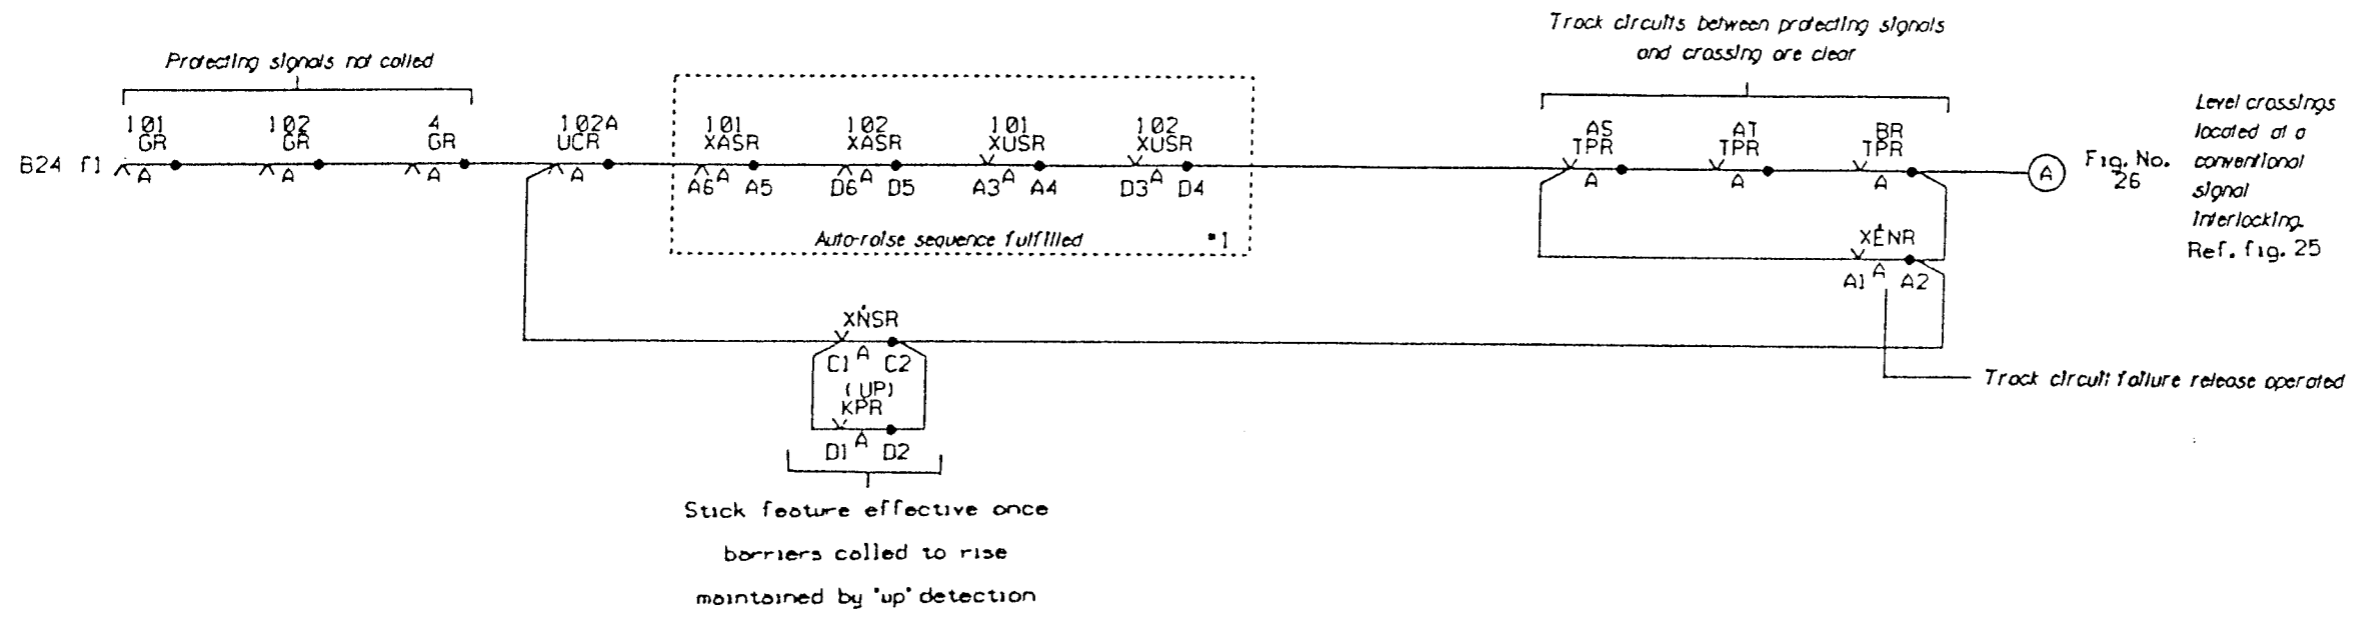 Track circuits between protecting signals
and crossing are clear
Protecting signals not called
Level crossings
located at a
conventional
signal
interlocking.
Ref. fig. 25
101
GR
102
GR
4
GR
102A
UCR
101
XASR
102
XASR
101
XUSR
102
XUSR
AS
TPR
AT
TPR
BR
TPR
B24 f1
A
A
A
A
A6 A A5
D6 A D5
A3 A A4
D3 A D4
A
A
A
A
Fig. No.
26
Auto-raise sequence fulfilled *1
XENR
A1 A A2
XNSR
C1 A C2
(UP)
KPR
D1 A D2
Track circuit failure release operated
Stick feature effective once
barriers called to rise
maintained by "up" detection